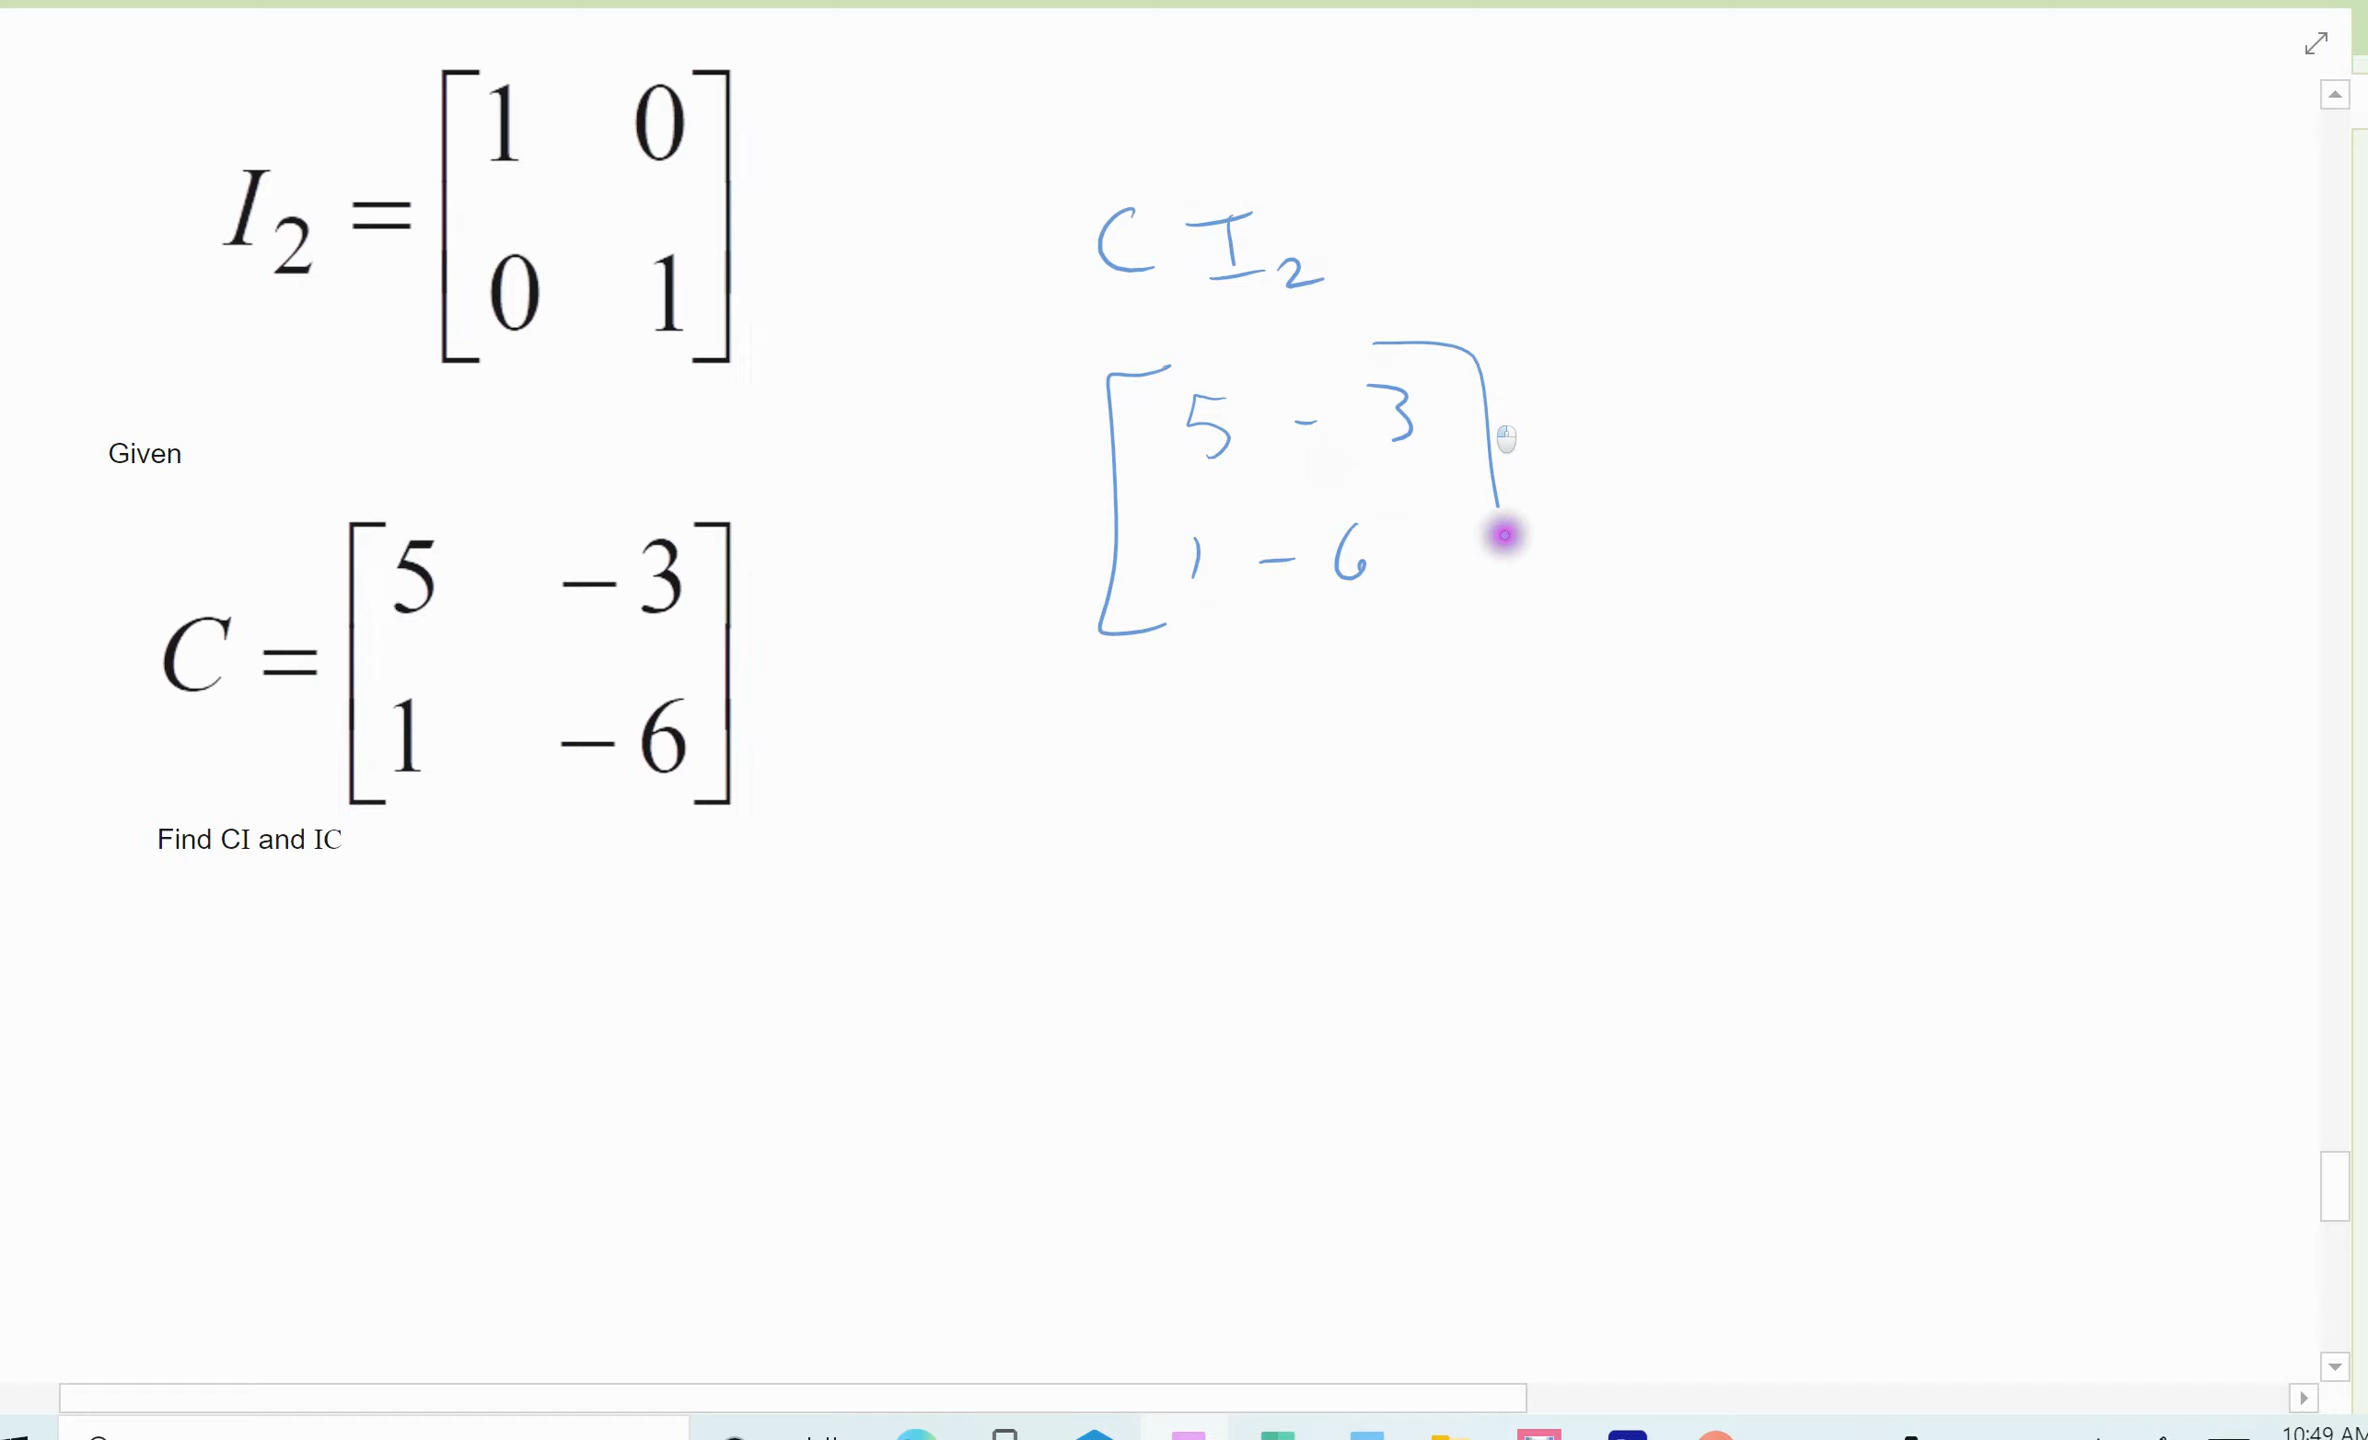 I₂ = [1 0
0 1]
Given
C = [5 −3
1 −6]
Find CI and IC
C I₂
[5 -3
1 -6
10:49 AM